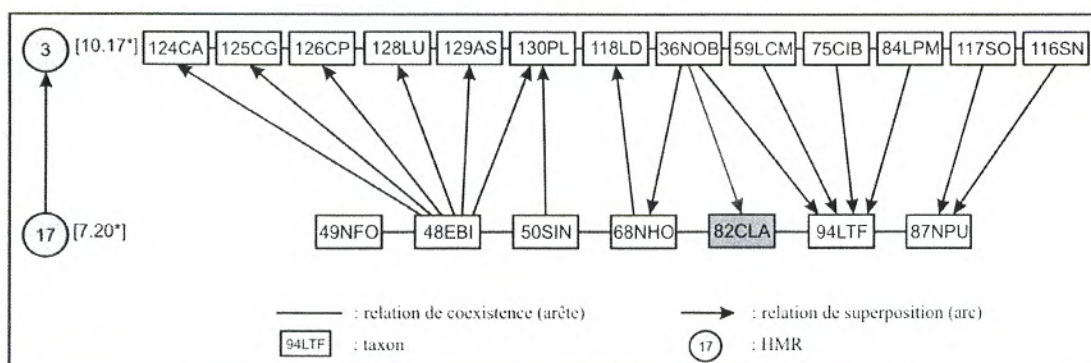 3 [10.17*] 124CA 125CG 126CP 128LU 129AS 130PL 118LD 36NOB 59LCM 75CIB 84LPM 117SO 116SN
17 [7.20*] 49NFO 48EBI 50SIN 68NHO 82CLA 94LTF 87NPU
: relation de coexistence (arête) : relation de superposition (arc)
94LTF : taxon 17 : HMR